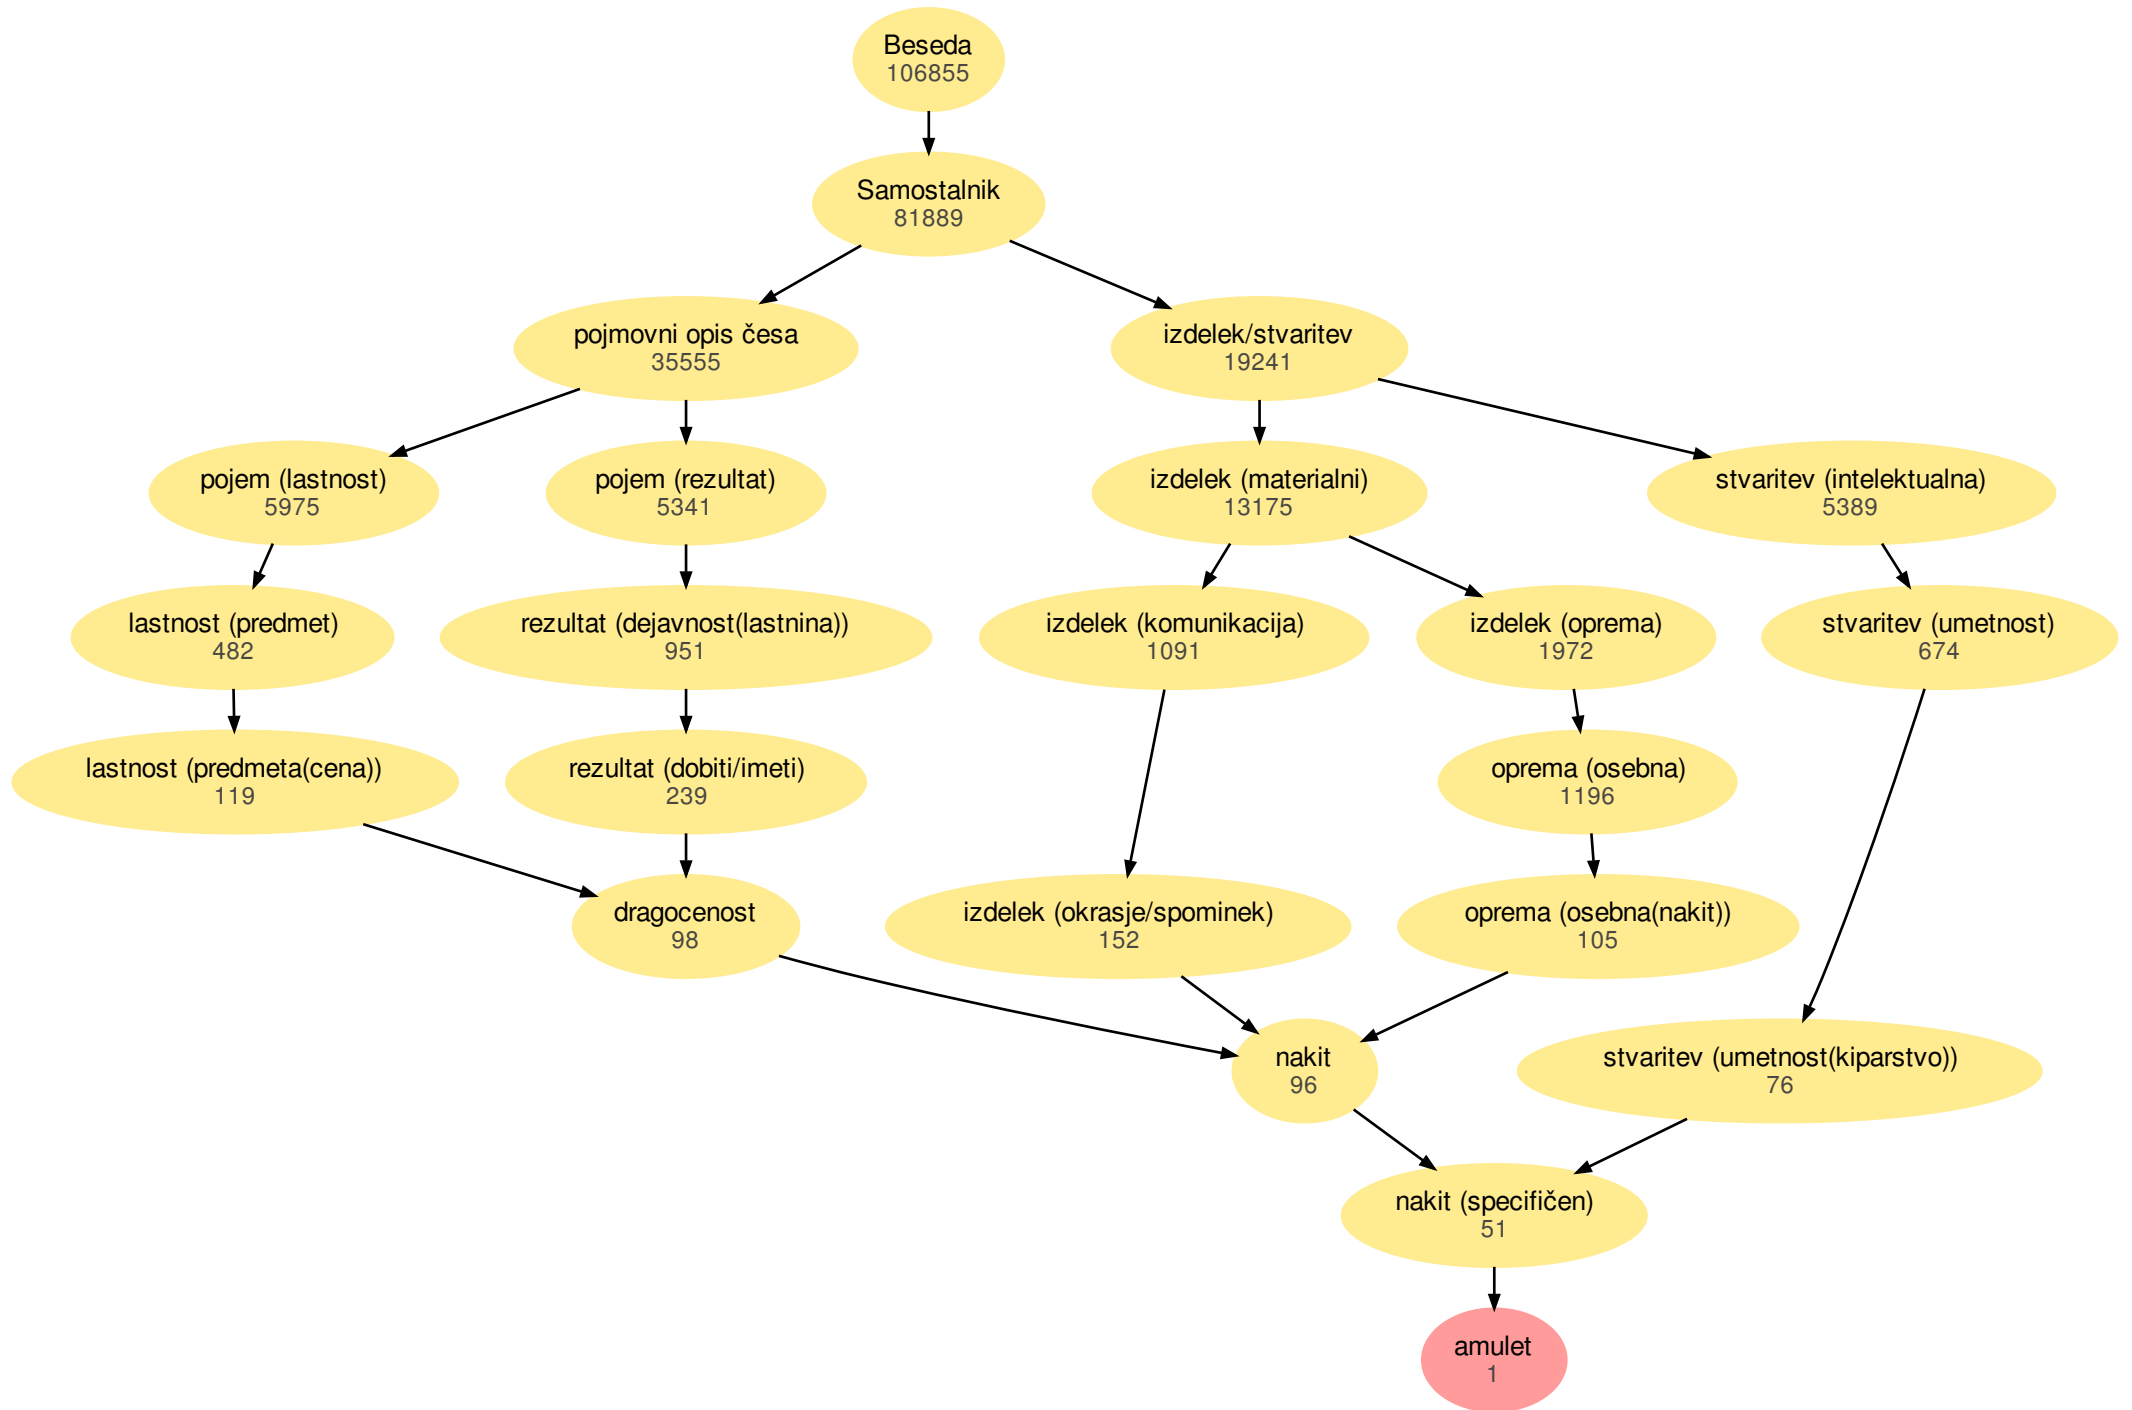 Beseda
106855
Samostalnik
81889
pojmovni opis česa
35555
izdelek/stvaritev
19241
pojem (lastnost)
5975
pojem (rezultat)
5341
izdelek (materialni)
13175
stvaritev (intelektualna)
5389
lastnost (predmet)
482
rezultat (dejavnost(lastnina))
951
izdelek (komunikacija)
1091
izdelek (oprema)
1972
stvaritev (umetnost)
674
lastnost (predmeta(cena))
119
rezultat (dobiti/imeti)
239
oprema (osebna)
1196
dragocenost
98
izdelek (okrasje/spominek)
152
oprema (osebna(nakit))
105
nakit
96
stvaritev (umetnost(kiparstvo))
76
nakit (specifičen)
51
amulet
1